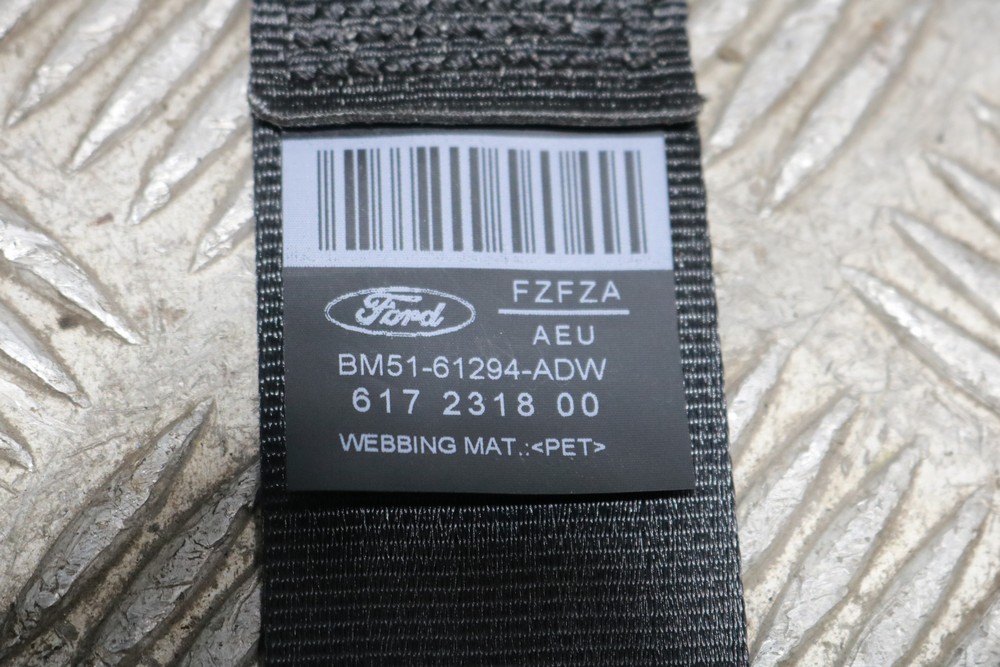 Ford
FZFZA
AEU
BM51-61294-ADW
617 2318 00
WEBBING MAT.:<PET>